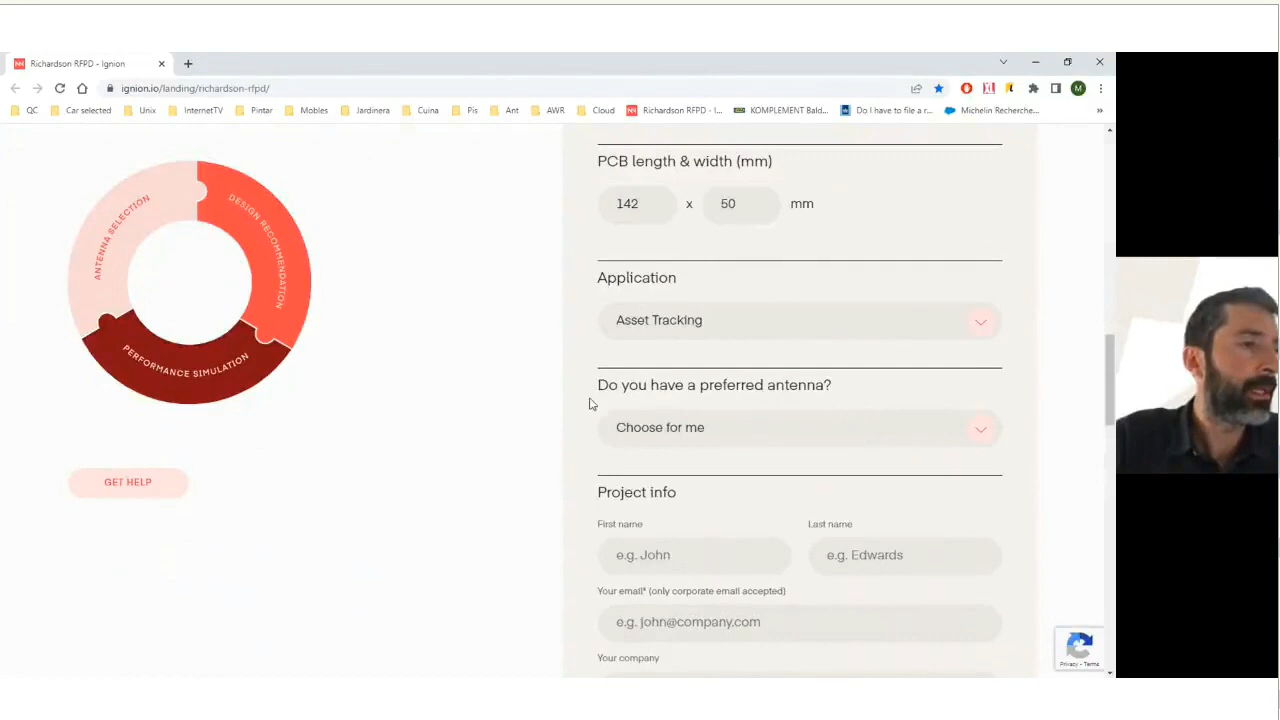 Richardson RFPD - Ignion
ignion.io/landing/richardson-rfpd/
M
QC
Car selected
Unix
InternetTV
Pintar
Mobles
Jardinera
Cuina
Pis
Ant
AWR
Cloud
Richardson RFPD - I...
KOMPLEMENT Bald...
Do I have to file a r...
Michelin Recherche...
»
ANTENNA SELECTION
DESIGN RECOMMENDATION
PERFORMANCE SIMULATION
GET HELP
PCB length & width (mm)
142 x 50 mm
Application
Asset Tracking
Do you have a preferred antenna?
Choose for me
Project info
First name
Last name
e.g. John
e.g. Edwards
Your email* (only corporate email accepted)
e.g. john@company.com
Your company
Privacy - Terms